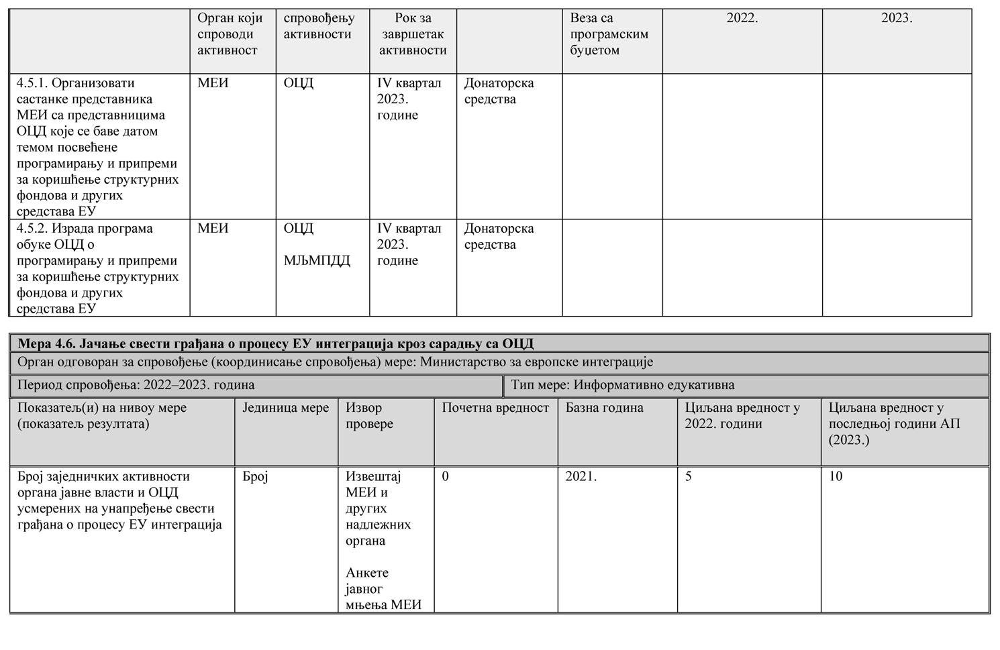 Орган који спроводи активност
спровођењу активности
Рок за завршетак активности
Веза са програмским буџетом
2022.
2023.
4.5.1. Организовати
састанке представника
МЕИ са представницима
ОЦД које се баве датом
темом посвећене
програмирању и припреми
за коришћење структурних
фондова и других
средстава ЕУ
МЕИ
ОЦД
IV квартал
2023.
године
Донаторска
средства
4.5.2. Израда програма
обуке ОЦД о
програмирању и припреми
за коришћење структурних
фондова и других
средстава ЕУ
МЕИ
ОЦД
МЉМПДД
IV квартал
2023.
године
Донаторска
средства
Мера 4.6. Јачање свести грађана о процесу ЕУ интеграција кроз сарадњу са ОЦД
Орган одговоран за спровођење (координисање спровођења) мере: Министарство за европске интеграције
Период спровођења: 2022–2023. година
Тип мере: Информативно едукативна
Показатељ(и) на нивоу мере
(показатељ резултата)
Јединица мере
Извор
провере
Почетна вредност
Базна година
Циљана вредност у
2022. години
Циљана вредност у
последњој години АП
(2023.)
Број заједничких активности
органа јавне власти и ОЦД
усмерених на унапређење свести
грађана о процесу ЕУ интеграција
Број
Извештај
МЕИ и
других
надлежних
органа
Анкете
јавног
мњења МЕИ
0
2021.
5
10